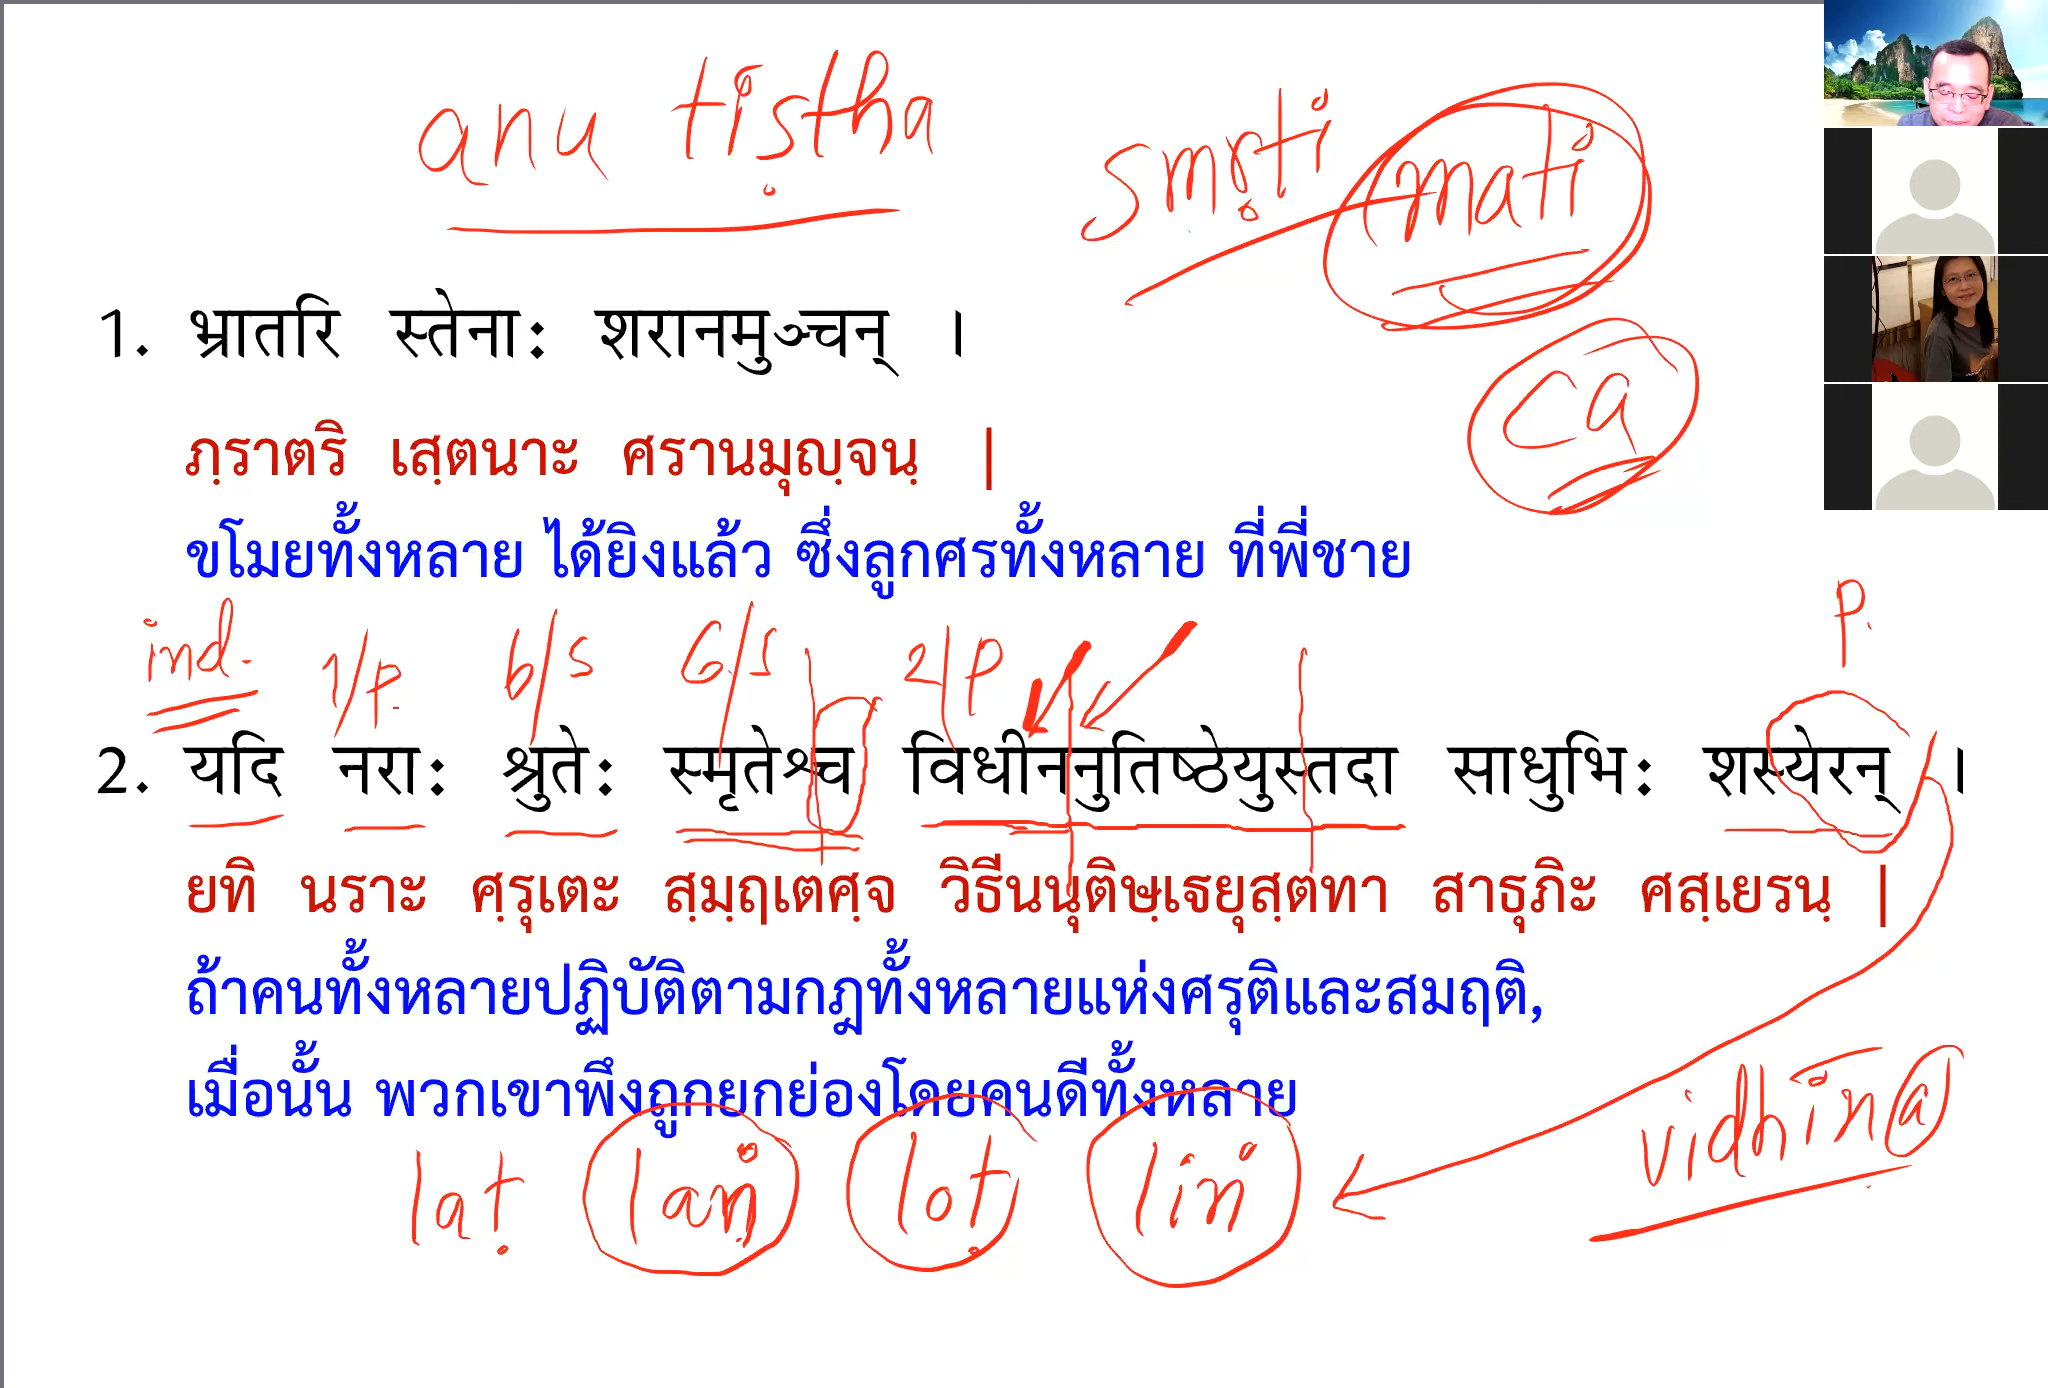 anu tiṣṭha
smṛti mati
1. भ्रातरि स्तेनाः शरानमुञ्चन् ।
ca
ภฺราตริ เสฺตนาะ ศรานมุญฺจนฺ |
ขโมยทั้งหลาย ได้ยิงแล้ว ซึ่งลูกศรทั้งหลาย ที่พี่ชาย
ind. 1/p. 6/s 6/s 2/p P.
2. यदि नराः श्रुतेः स्मृतेश्च विधीननुतिष्ठेयुस्तदा साधुभिः शस्येरन् ।
ยทิ นราะ ศฺรุเตะ สฺมฺฤเตศฺจ วิธีนนุติษฺเฐยุสฺตทา สาธุภิะ ศสฺเยรนฺ |
ถ้าคนทั้งหลายปฏิบัติตามกฎทั้งหลายแห่งศรุติและสมฤติ,
เมื่อนั้น พวกเขาพึงถูกยกย่องโดยคนดีทั้งหลาย
vidhīn a
laṭ laṅ loṭ liṅ